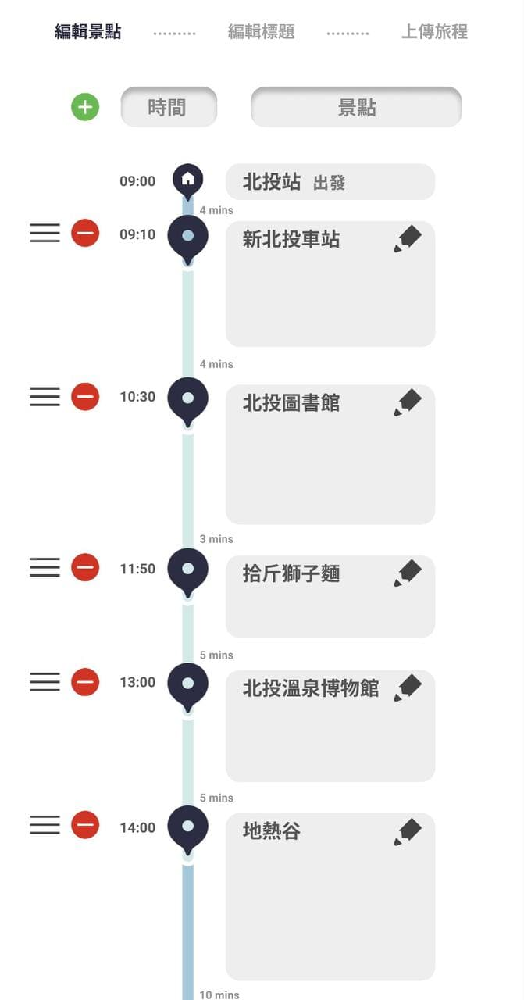 編輯景點 ......... 編輯標題 ......... 上傳旅程
時間 景點
09:00 北投站 出發
4 mins
09:10 新北投車站
4 mins
10:30 北投圖書館
3 mins
11:50 拾斤獅子麵
5 mins
13:00 北投溫泉博物館
5 mins
14:00 地熱谷
10 mins